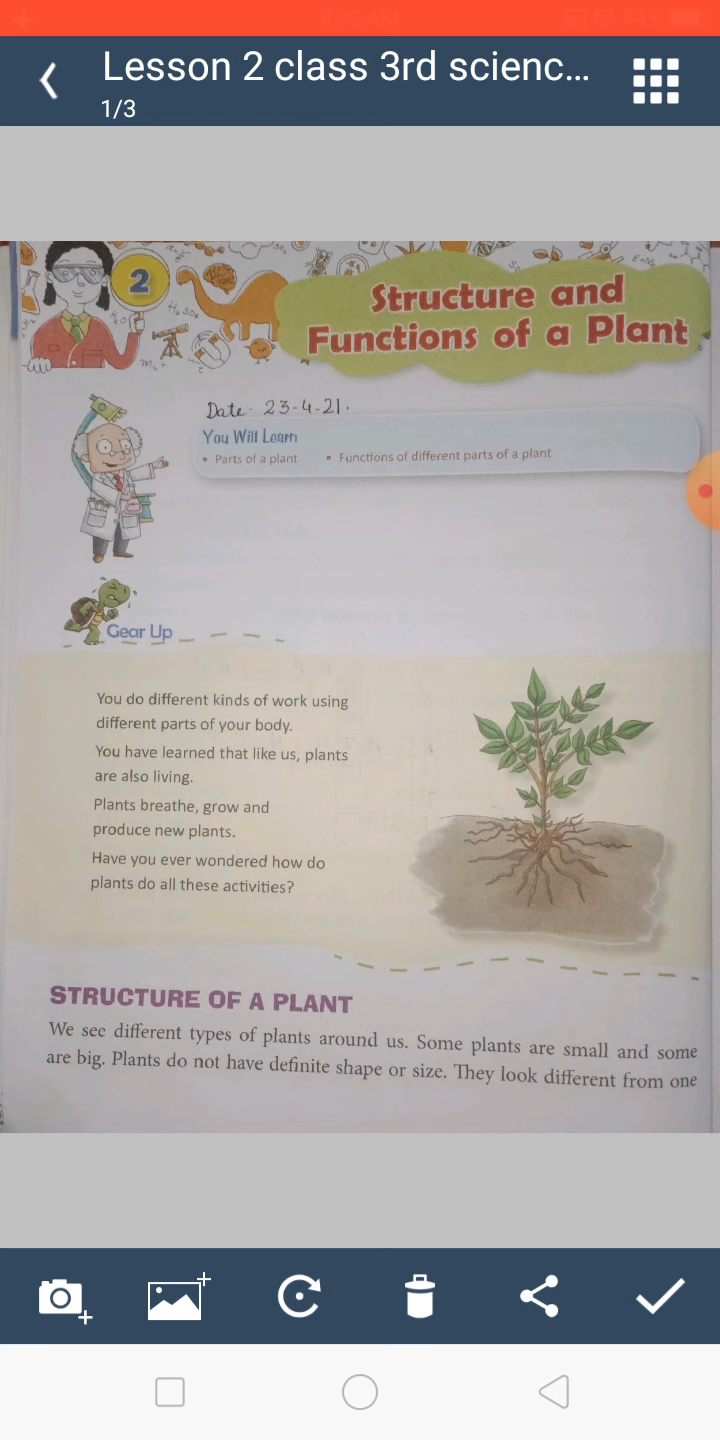 8:25 AM
84%
Lesson 2 class 3rd scienc...
1/3
2
Structure and
Functions of a Plant
Date- 23-4-21.
You Will Learn
• Parts of a plant • Functions of different parts of a plant
Gear Up
You do different kinds of work using
different parts of your body.
You have learned that like us, plants
are also living.
Plants breathe, grow and
produce new plants.
Have you ever wondered how do
plants do all these activities?
STRUCTURE OF A PLANT
We see different types of plants around us. Some plants are small and some
are big. Plants do not have definite shape or size. They look different from one